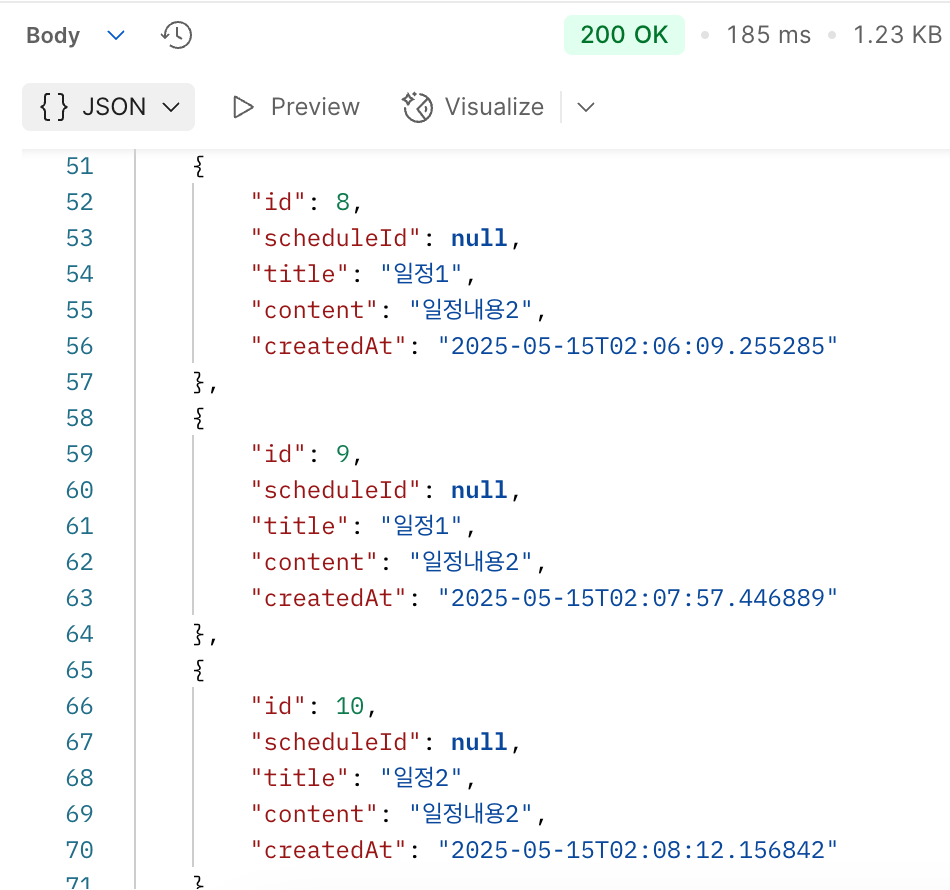 Body 200 OK • 185 ms • 1.23 KB
{} JSON Preview Visualize
51 {
52 "id": 8,
53 "scheduleId": null,
54 "title": "일정1",
55 "content": "일정내용2",
56 "createdAt": "2025-05-15T02:06:09.255285"
57 },
58 {
59 "id": 9,
60 "scheduleId": null,
61 "title": "일정1",
62 "content": "일정내용2",
63 "createdAt": "2025-05-15T02:07:57.446889"
64 },
65 {
66 "id": 10,
67 "scheduleId": null,
68 "title": "일정2",
69 "content": "일정내용2",
70 "createdAt": "2025-05-15T02:08:12.156842"
71 }